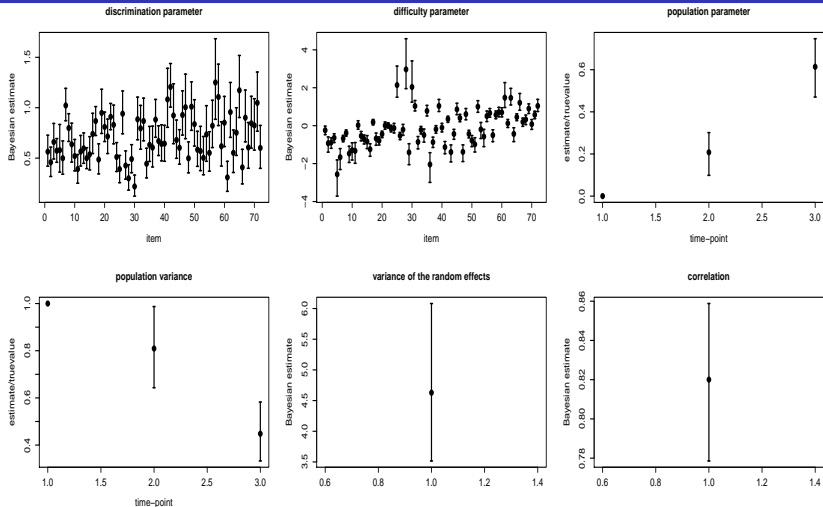 discrimination parameter
Bayesian estimate
0.5 1.0 1.5
0 10 20 30 40 50 60 70
item
difficulty parameter
Bayesian estimate
−4 −2 0 2 4
0 10 20 30 40 50 60 70
item
population parameter
estimate/truevalue
0.0 0.2 0.4 0.6
1.0 1.5 2.0 2.5 3.0
time−point
population variance
estimate/truevalue
0.4 0.6 0.8 1.0
1.0 1.5 2.0 2.5 3.0
time−point
variance of the random effects
Bayesian estimate
3.5 4.0 4.5 5.0 5.5 6.0
0.6 0.8 1.0 1.2 1.4
correlation
Bayesian estimate
0.78 0.80 0.82 0.84 0.86
0.6 0.8 1.0 1.2 1.4